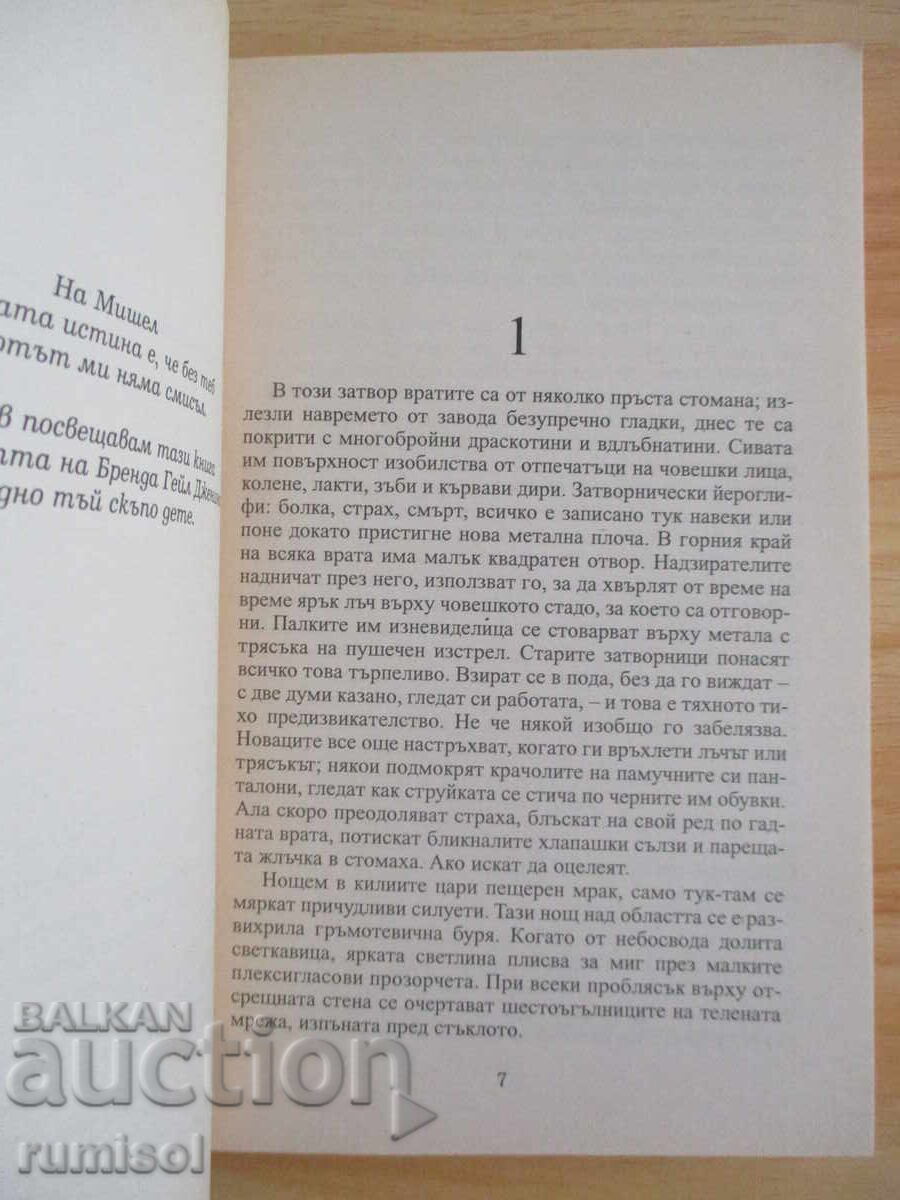 На Мишел
ата истина е, че без теб
отът ми няма смисъл.
в посвещавам тази книга
та на Бренда Гейл
дно тъй скъпо дете.
1
В този затвор вратите са от няколко пръста стомана; из-
лезли навремето от завода безупречно гладки, днес те са
покрити с многобройни драскотини и вдлъбнатини. Сивата
им повърхност изобилства от отпечатъци на човешки лица,
колене, лакти, зъби и кървави дири. Затворнически йерогли-
фи: болка, страх, смърт, всичко е записано тук навеки или
поне докато пристигне нова метална плоча. В горния край
на всяка врата има малък квадратен отвор. Надзирателите
надничат през него, използват го, за да хвърлят от време на
време ярък лъч върху човешкото стадо, за което са отговор-
ни. Палките им изневиделѝца се стоварват върху метала с
трясъка на пушечен изстрел. Старите затворници понасят
всичко това търпеливо. Взират се в пода, без да го виждат –
с две думи казано, гледат си работата, – и това е тяхното ти-
хо предизвикателство. Не че някой изобщо го забелязва.
Новаците все още настръхват, когато ги връхлети лъчът или
трясъкът; някои подмокрят крачолите на памучните си пан-
талони, гледат как струйката се стича по черните им обувки.
Ала скоро преодоляват страха, блъскат на свой ред по гад-
ната врата, потискат бликналите хлапашки сълзи и парещa-
та жлъчка в стомаха. Ако искат да оцелеят.
Нощем в килиите цари пещерен мрак, само тук-там се
мяркат причудливи силуети. Тази нощ над областта се е раз-
вихрила гръмотевична буря. Когато от небосвода долита
светкавица, ярката светлина плисва за миг през малките
плексигласови прозорчета. При всеки проблясък върху от-
срещната стена се очертават шестоъгълниците на телената
мрежа, изпъната пред стъклото.
7
BALKAN
auction
rumisol